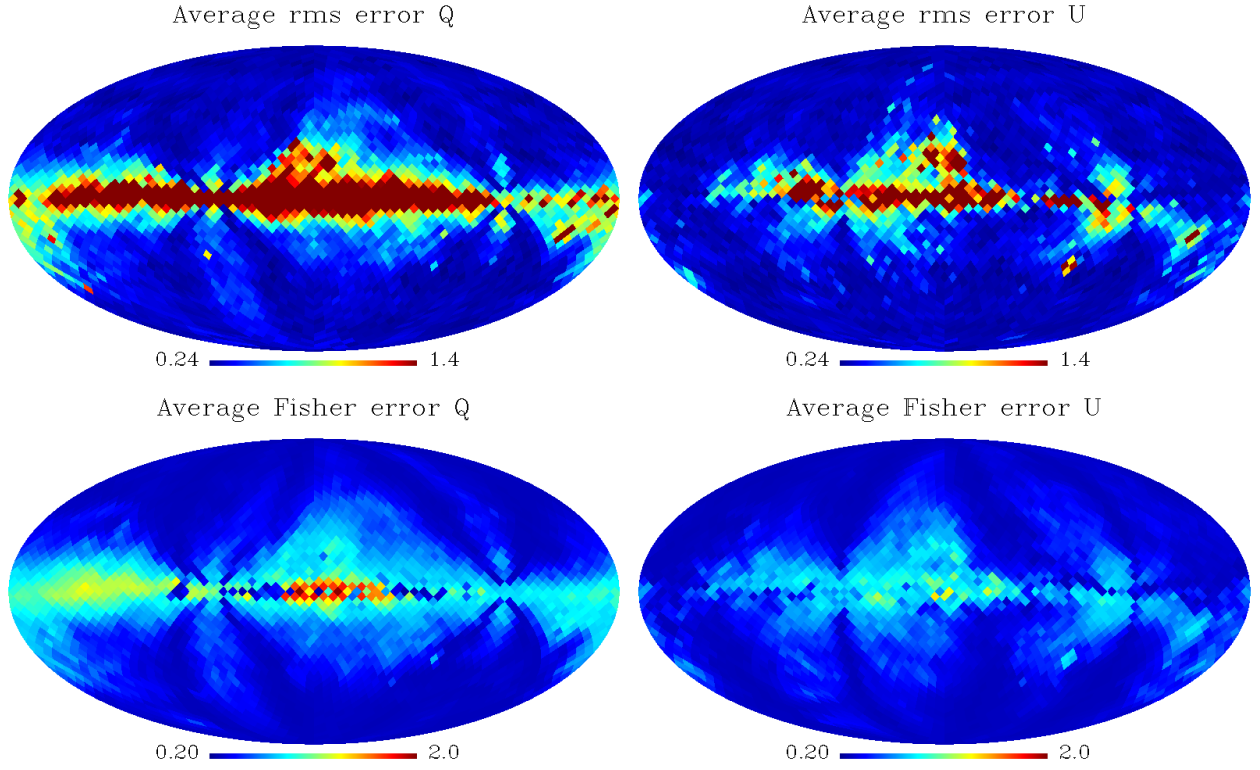 Average rms error Q
Average rms error U
0.24 1.4
0.24 1.4
Average Fisher error Q
Average Fisher error U
0.20 2.0
0.20 2.0